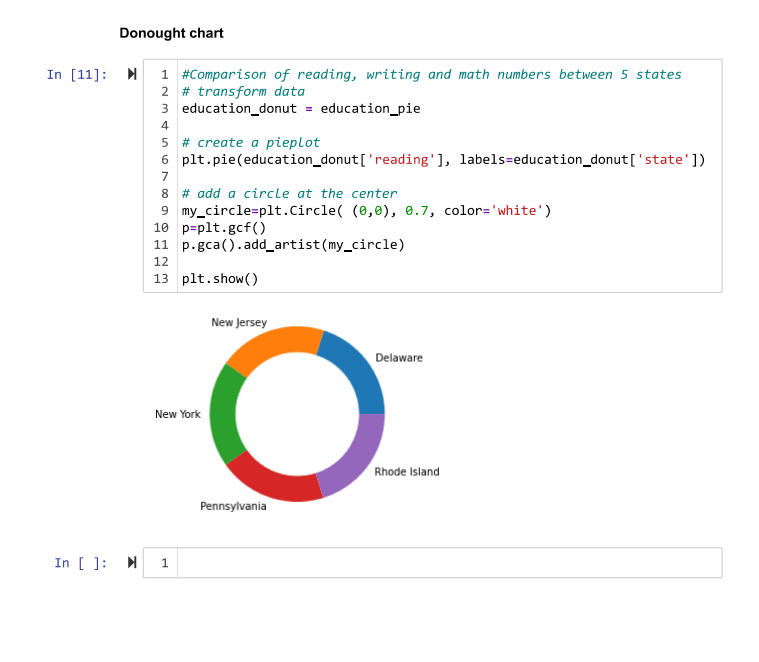 Donought chart
In [11]:
1 #Comparison of reading, writing and math numbers between 5 states
2 # transform data
3 education_donut = education_pie
4
5 # create a pieplot
6 plt.pie(education_donut['reading'], labels=education_donut['state'])
7
8 # add a circle at the center
9 my_circle=plt.Circle( (0,0), 0.7, color='white')
10 p=plt.gcf()
11 p.gca().add_artist(my_circle)
12
13 plt.show()
New Jersey
Delaware
New York
Rhode Island
Pennsylvania
In [ ]:
1